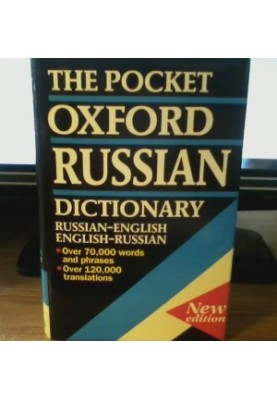 THE POCKET
OXFORD
RUSSIAN
DICTIONARY
RUSSIAN–ENGLISH
ENGLISH–RUSSIAN
• Over 70,000 words
and phrases
• Over 120,000
translations
New
edition